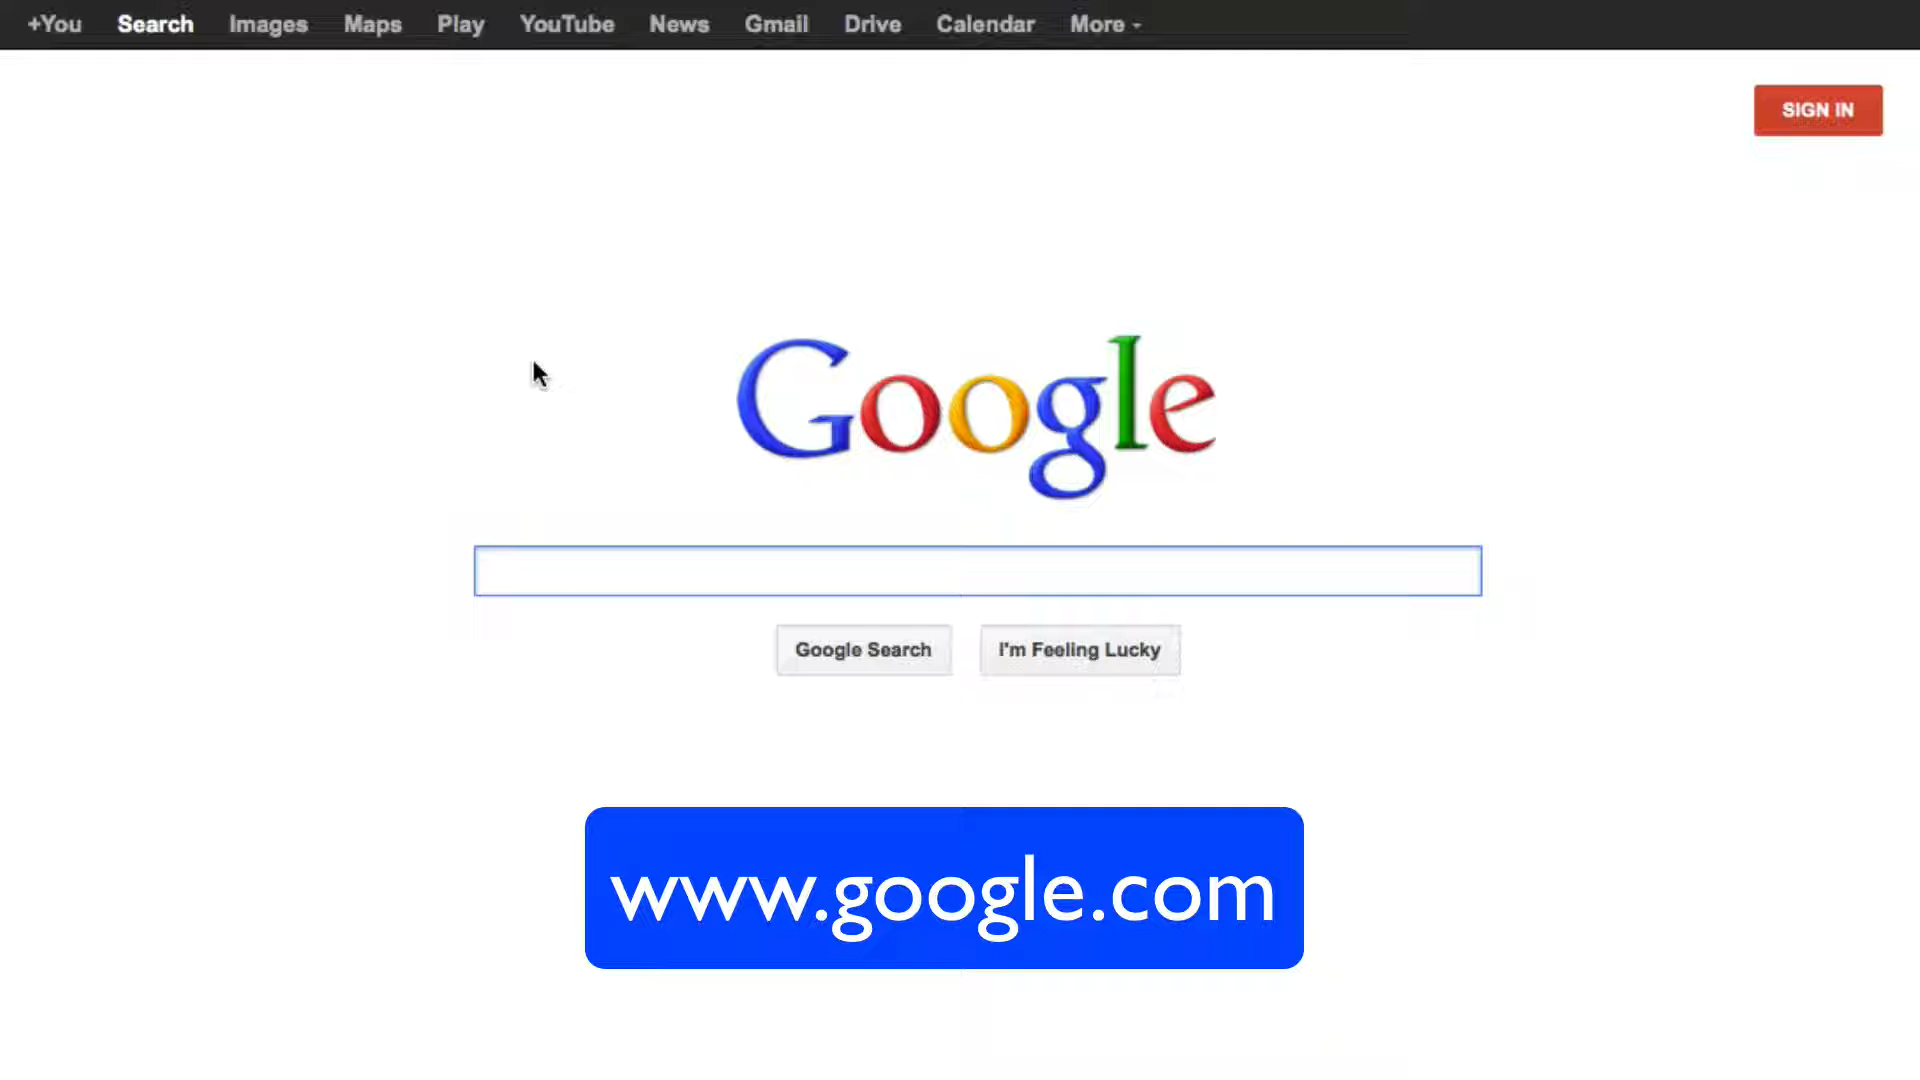 +You Search Images Maps Play YouTube News Gmail Drive Calendar More
SIGN IN
Google
Google Search I'm Feeling Lucky
www.google.com